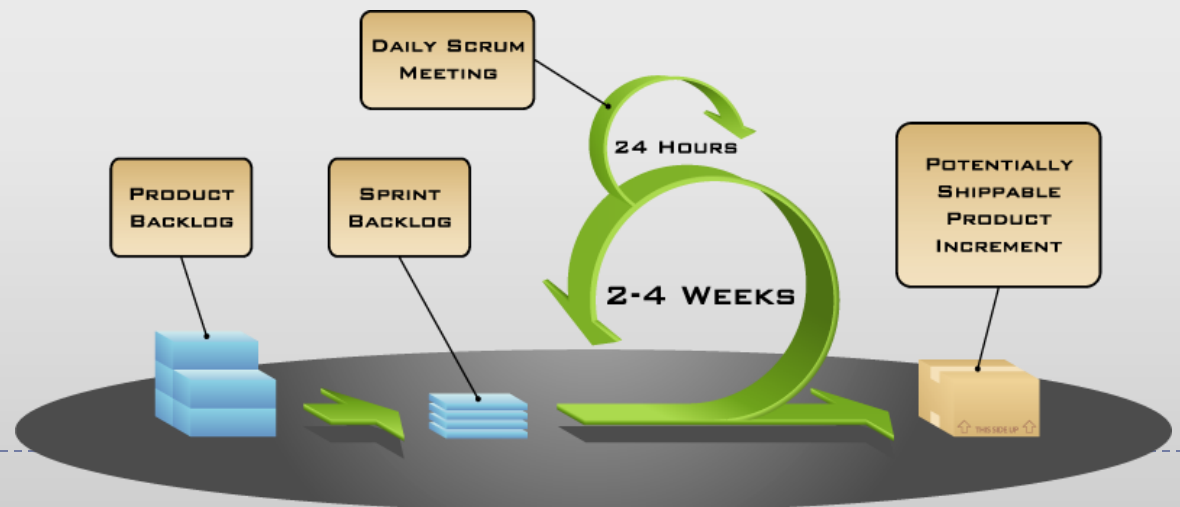 DAILY SCRUM
MEETING
24 HOURS
PRODUCT
BACKLOG
SPRINT
BACKLOG
POTENTIALLY
SHIPPABLE
PRODUCT
INCREMENT
2-4 WEEKS
THIS SIDE UP